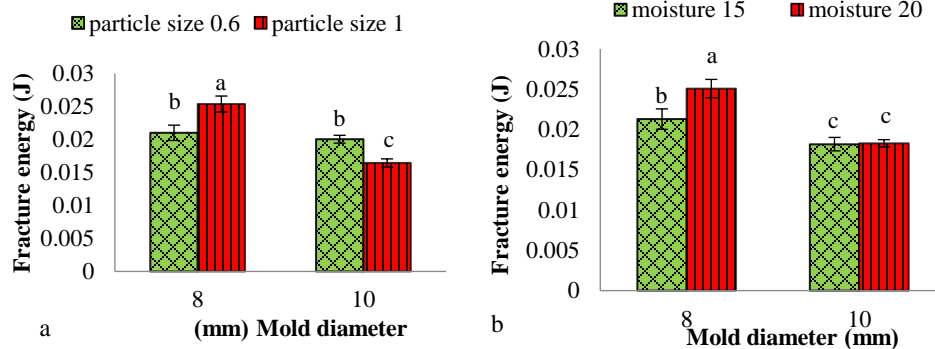 particle size 0.6 particle size 1
0.03
0.025
0.02
0.015
0.01
0.005
0
Fracture energy (J)
b a b c
8 10
(mm) Mold diameter
a
moisture 15 moisture 20
0.03
0.025
0.02
0.015
0.01
0.005
0
Fracture energy (J)
b a c c
8 10
Mold diameter (mm)
b